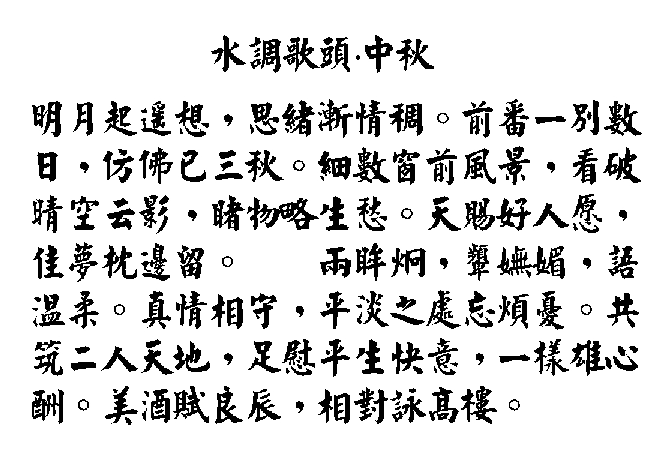 水調歌頭·中秋
明月起遥想，思緒漸情稠。前番一別數
日，仿佛已三秋。細數窗前風景，看破
晴空云影，睹物略生愁。天賜好人愿，
佳夢枕邊留。　　兩眸炯，顰嫵媚，語
温柔。真情相守，平淡之處忘煩憂。共
筑二人天地，足慰平生快意，一樣雄心
酬。美酒賦良辰，相對詠高樓。